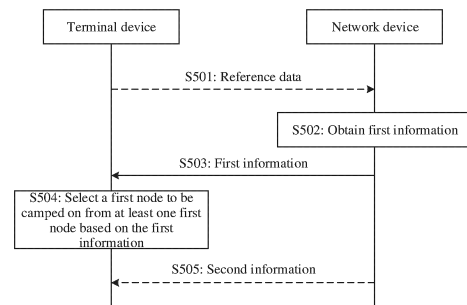 Terminal device
Network device
S501: Reference data
S502: Obtain first information
S503: First information
S504: Select a first node to be
camped on from at least one first
node based on the first
information
S505: Second information